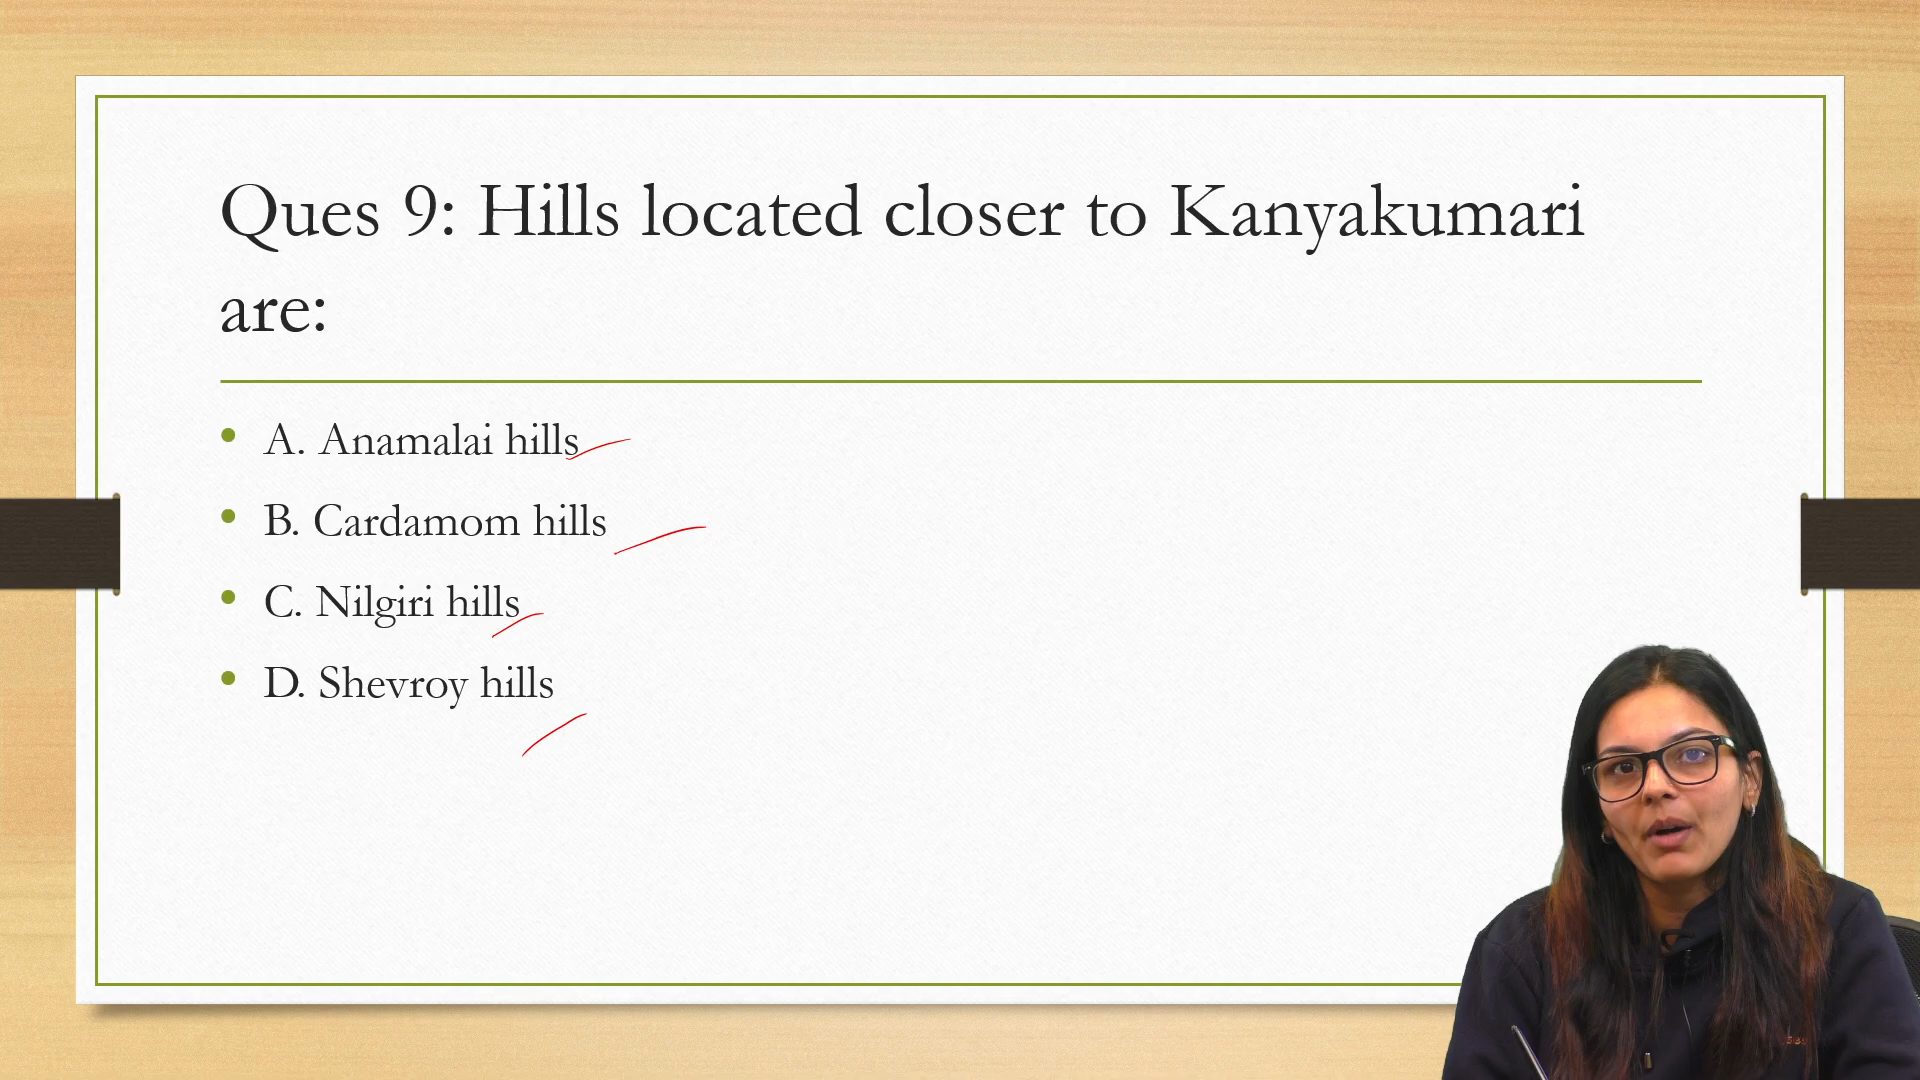 Ques 9: Hills located closer to Kanyakumari
are:
• A. Anamalai hills
• B. Cardamom hills
• C. Nilgiri hills
• D. Shevroy hills